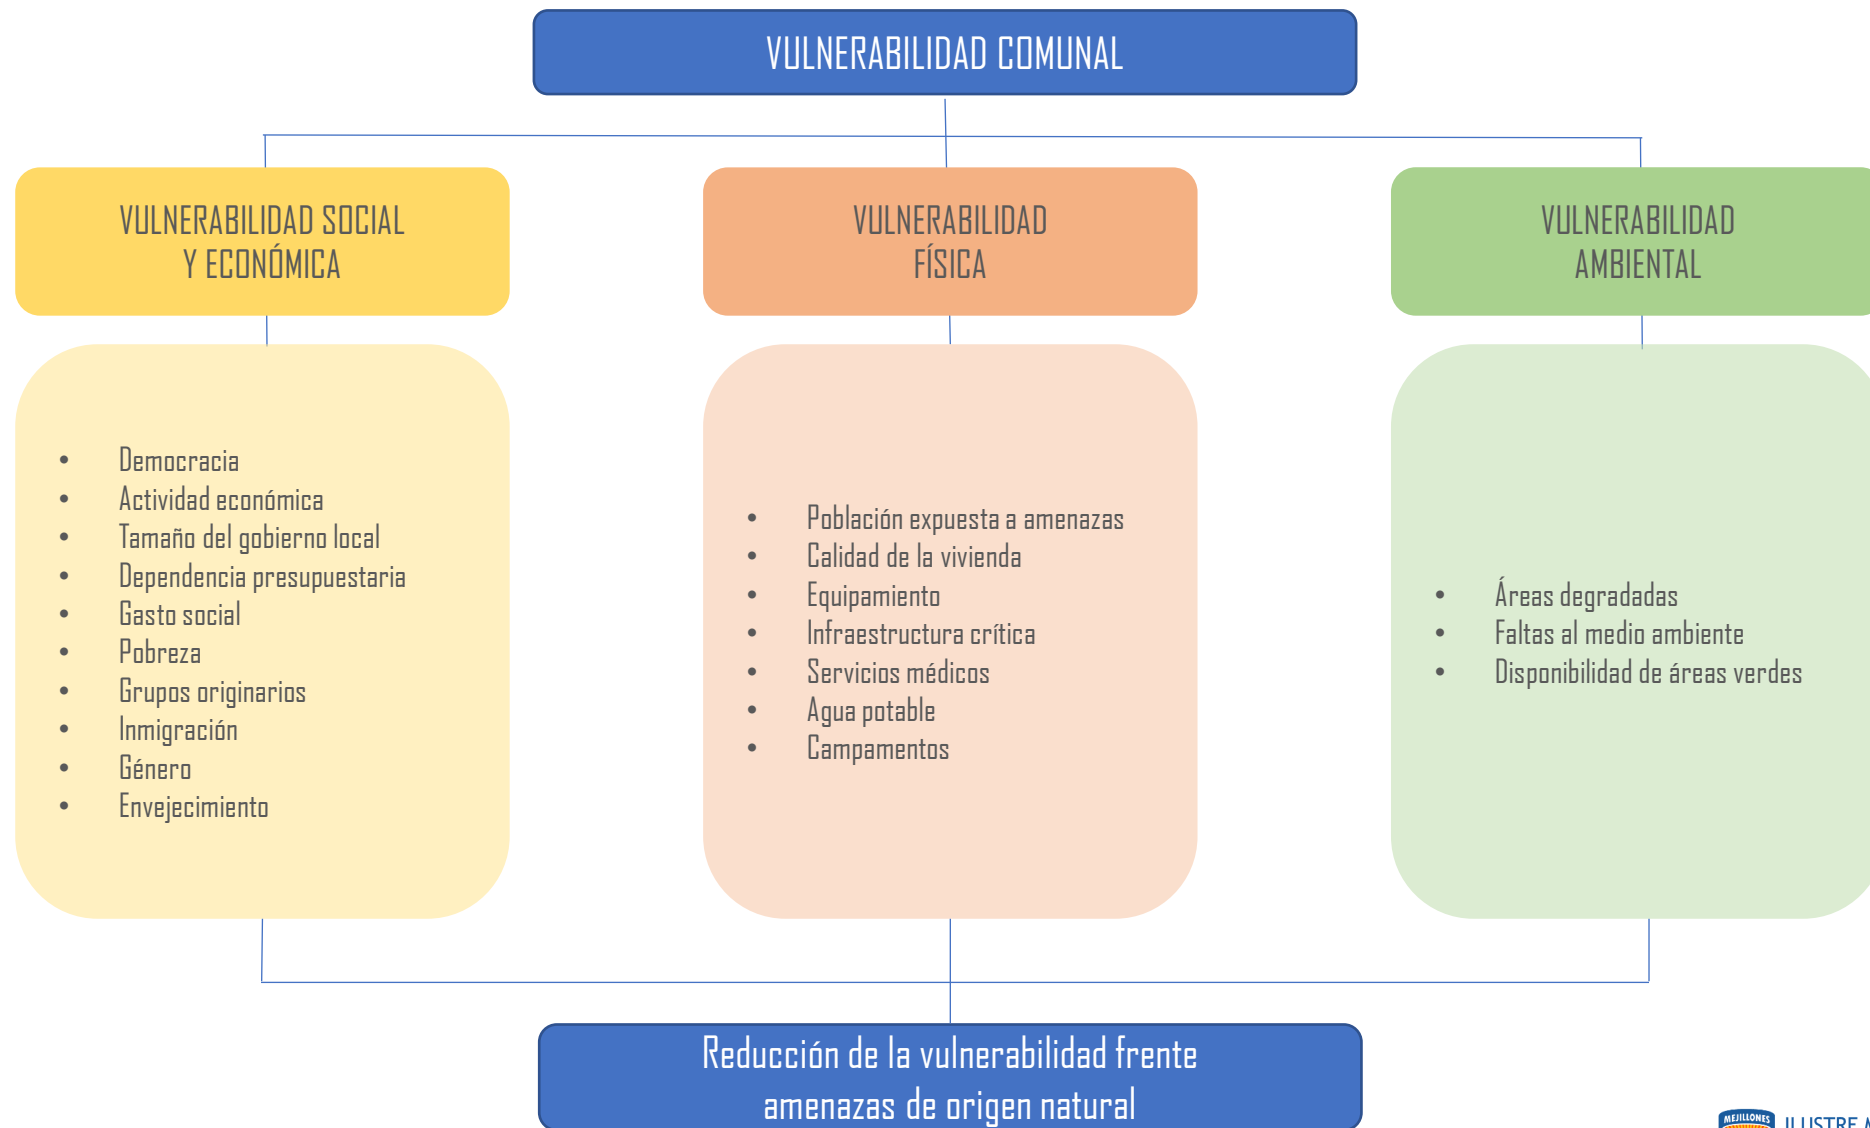 VULNERABILIDAD COMUNAL
VULNERABILIDAD SOCIAL
Y ECONÓMICA
VULNERABILIDAD
FÍSICA
VULNERABILIDAD
AMBIENTAL
• Democracia
• Actividad económica
• Tamaño del gobierno local
• Dependencia presupuestaria
• Gasto social
• Pobreza
• Grupos originarios
• Inmigración
• Género
• Envejecimiento
• Población expuesta a amenazas
• Calidad de la vivienda
• Equipamiento
• Infraestructura crítica
• Servicios médicos
• Agua potable
• Campamentos
• Áreas degradadas
• Faltas al medio ambiente
• Disponibilidad de áreas verdes
Reducción de la vulnerabilidad frente
amenazas de origen natural
MEJILLONES
ILUSTRE